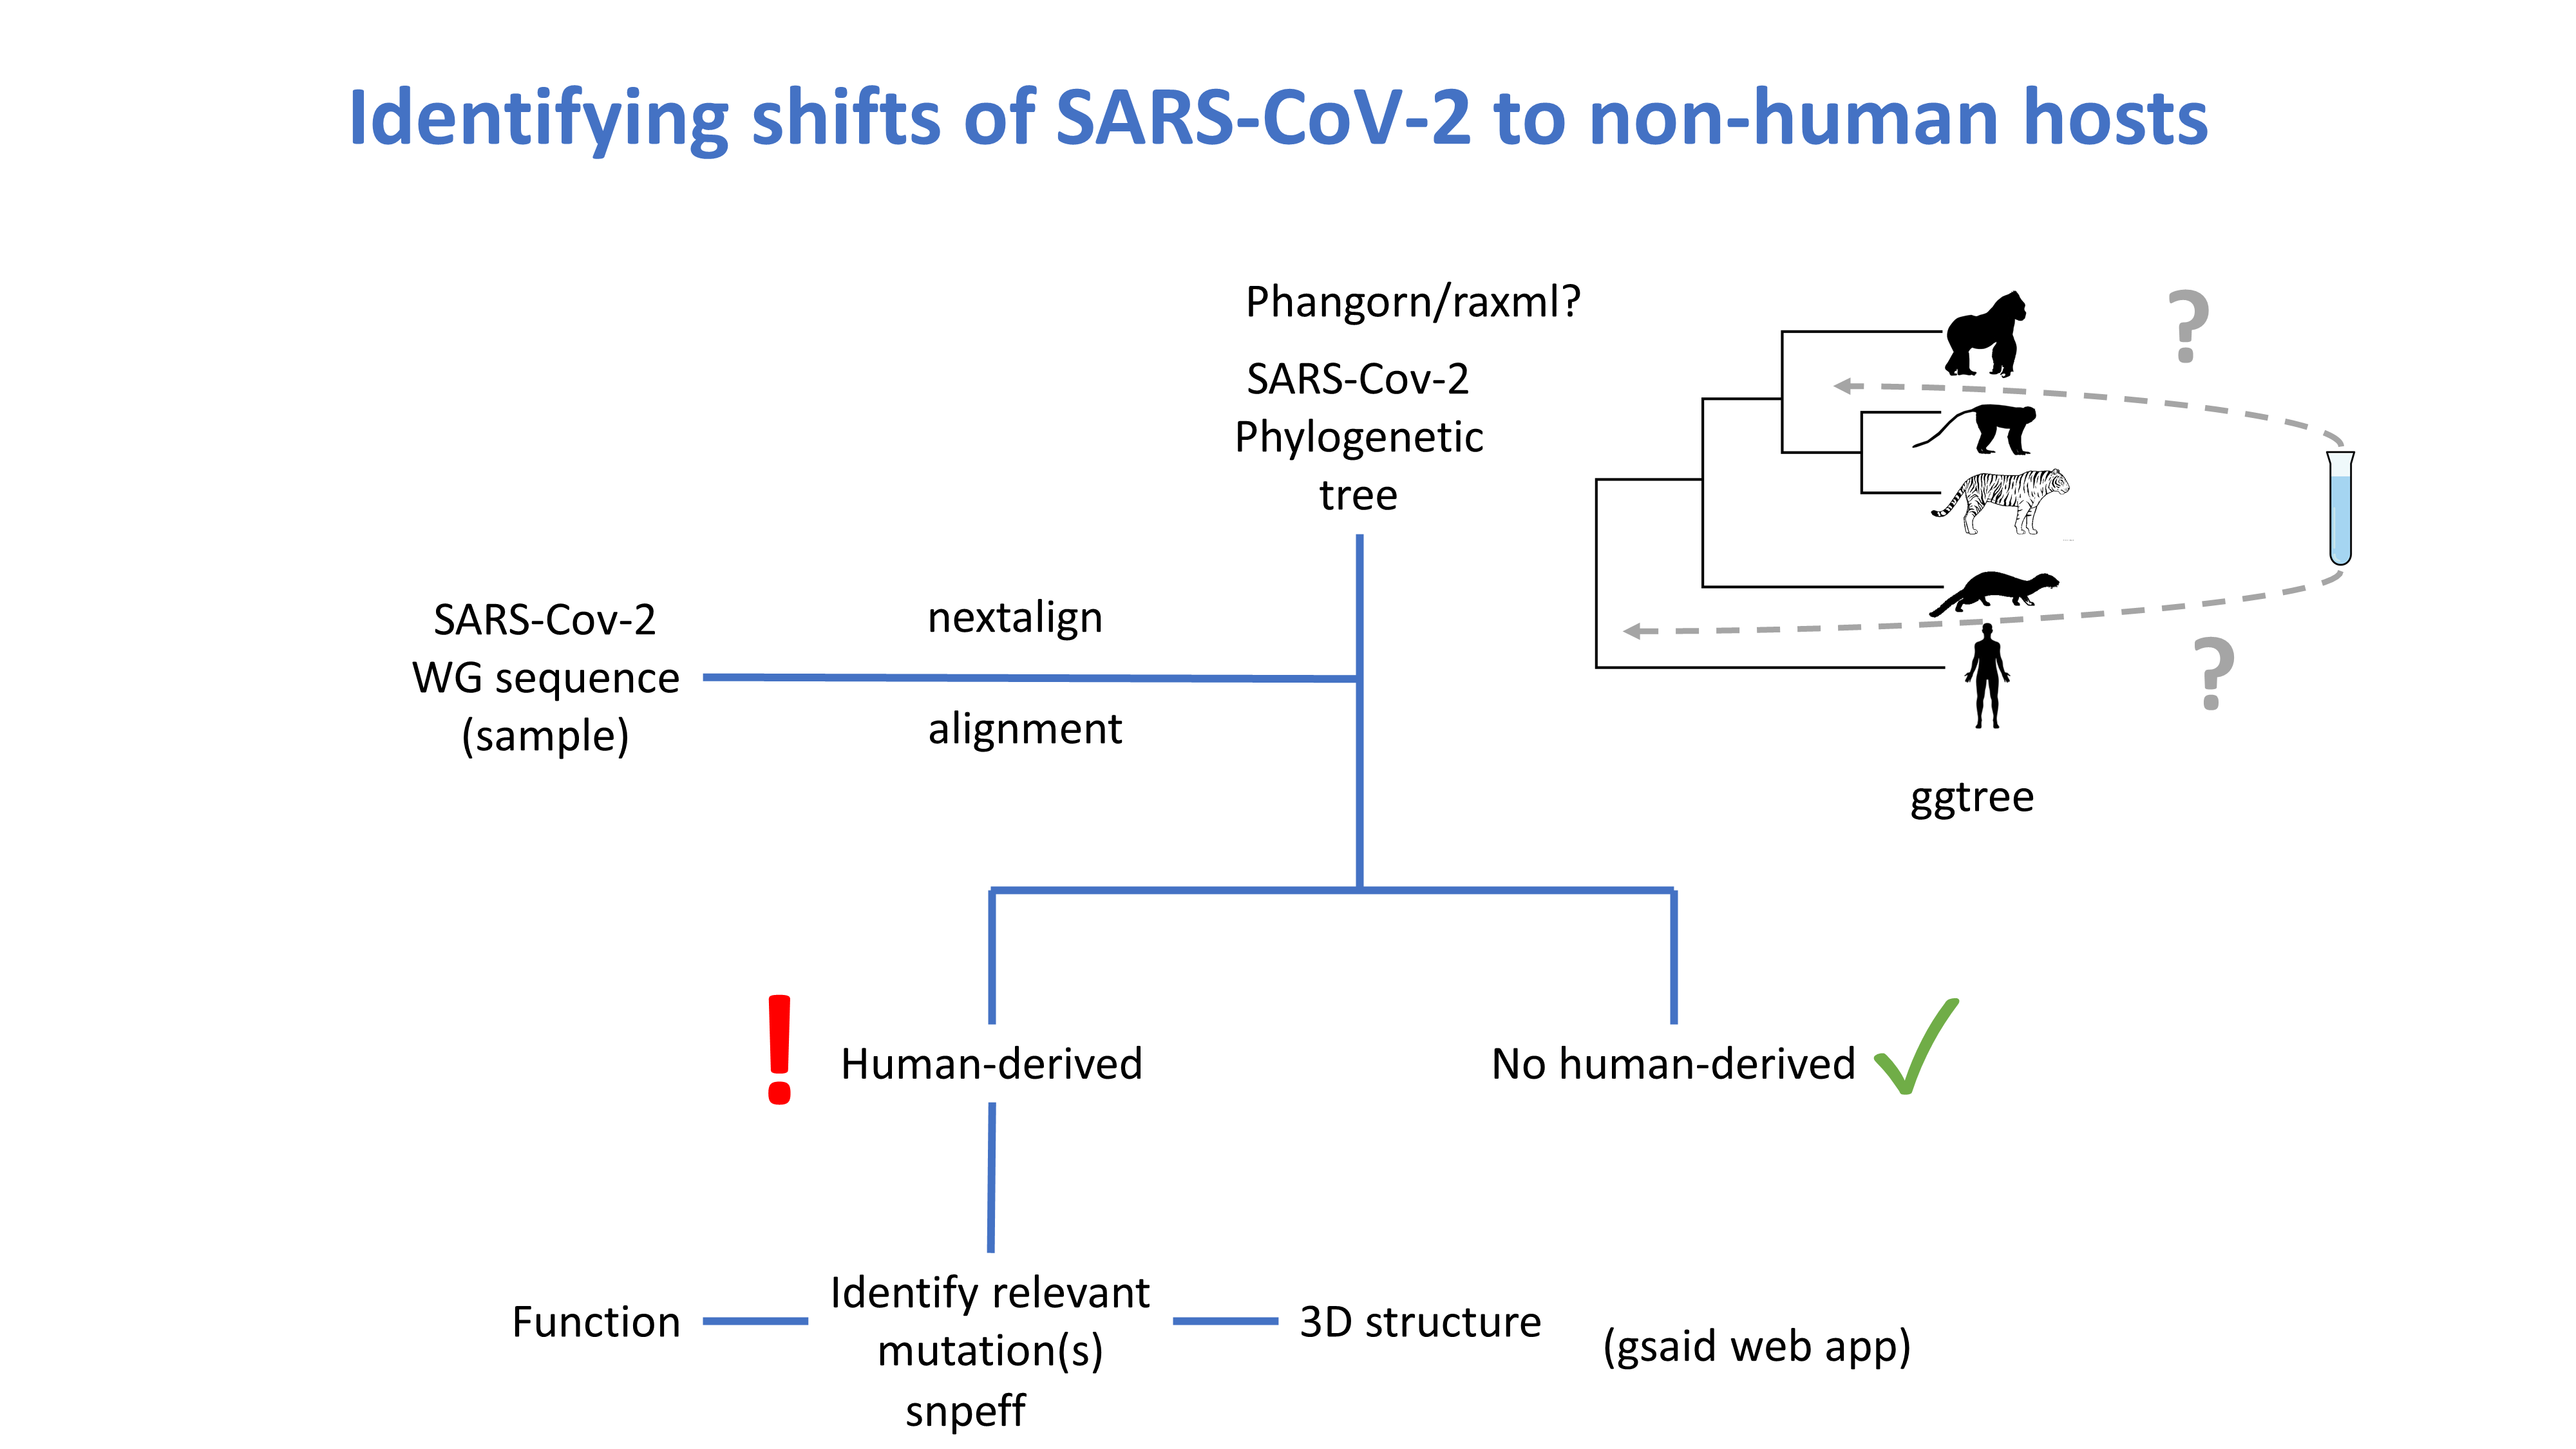 Identifying shifts of SARS-CoV-2 to non-human hosts
Phangorn/raxml?
SARS-Cov-2
Phylogenetic
tree
?
?
SARS-Cov-2
WG sequence
(sample)
nextalign
alignment
ggtree
!
Human-derived
No human-derived
Function
Identify relevant
mutation(s)
snpeff
3D structure
(gsaid web app)